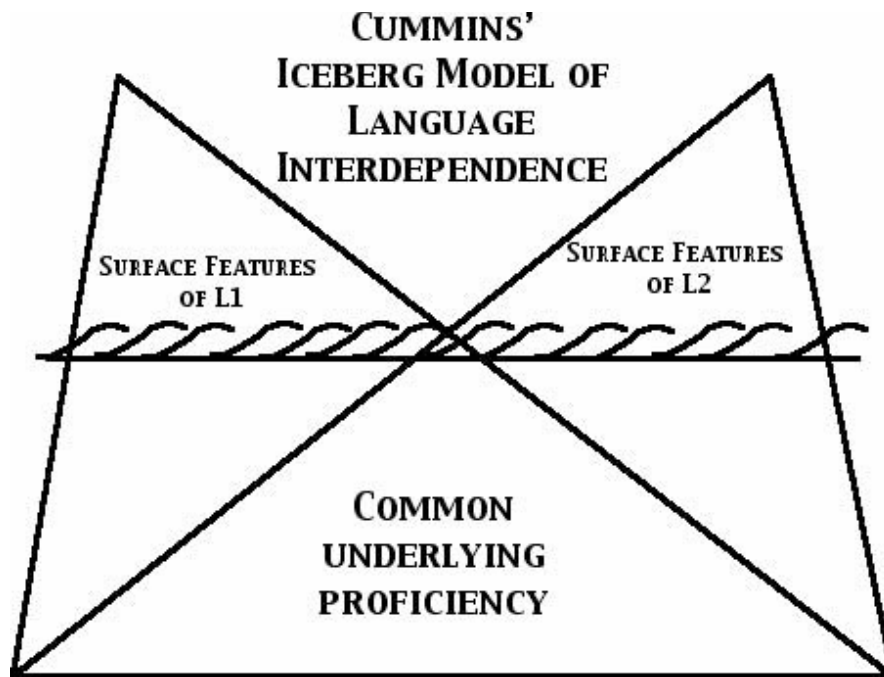 CUMMINS'
ICEBERG MODEL OF
LANGUAGE
INTERDEPENDENCE
SURFACE FEATURES
OF L1
SURFACE FEATURES
OF L2
COMMON
UNDERLYING
PROFICIENCY